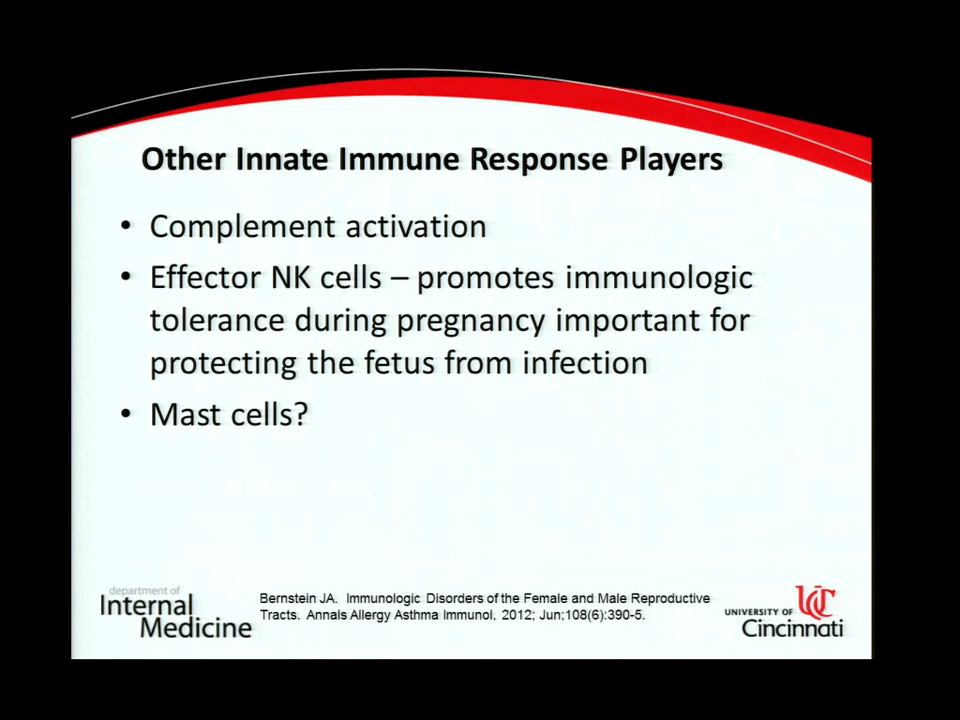 Other Innate Immune Response Players
• Complement activation
• Effector NK cells – promotes immunologic
tolerance during pregnancy important for
protecting the fetus from infection
• Mast cells?
department of
Internal
Medicine
Bernstein JA. Immunologic Disorders of the Female and Male Reproductive
Tracts. Annals Allergy Asthma Immunol, 2012; Jun;108(6):390-5.
UC
UNIVERSITY OF
Cincinnati